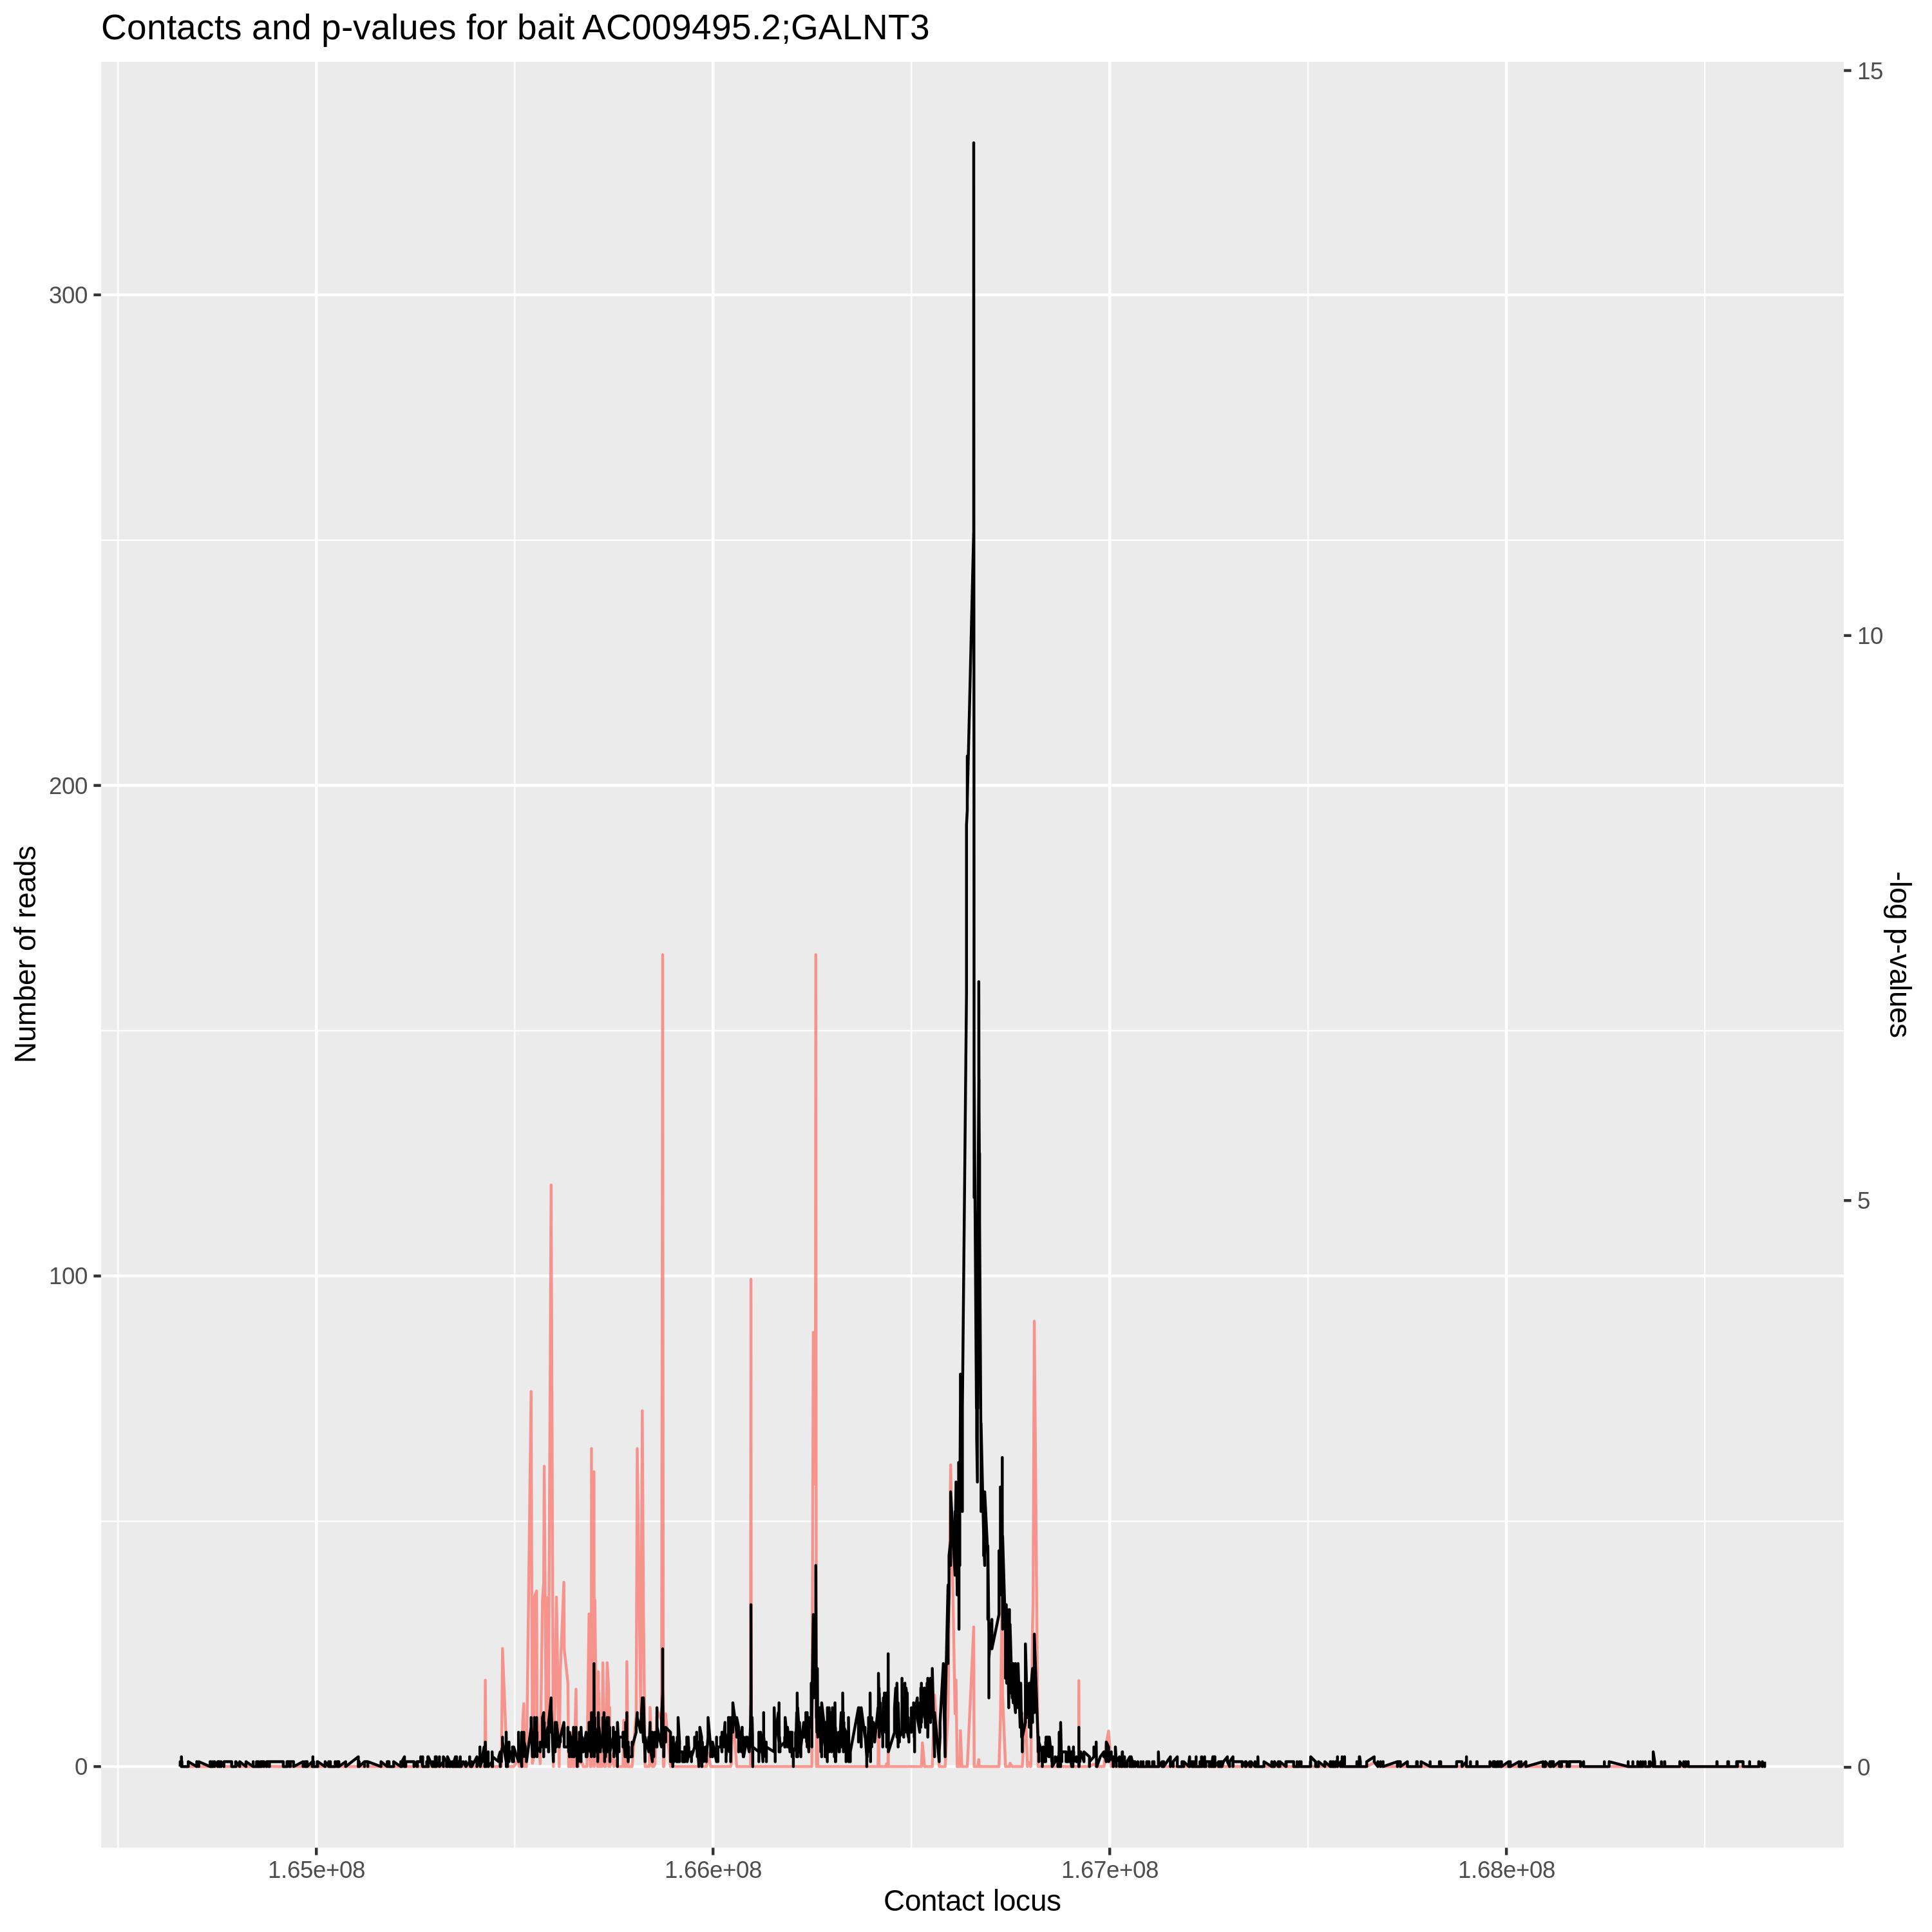 Contacts and p-values for bait AC009495.2;GALNT3
Number of reads
300
200
100
0
15
10
5
0
-log p-values
1.65e+08 1.66e+08 1.67e+08 1.68e+08
Contact locus